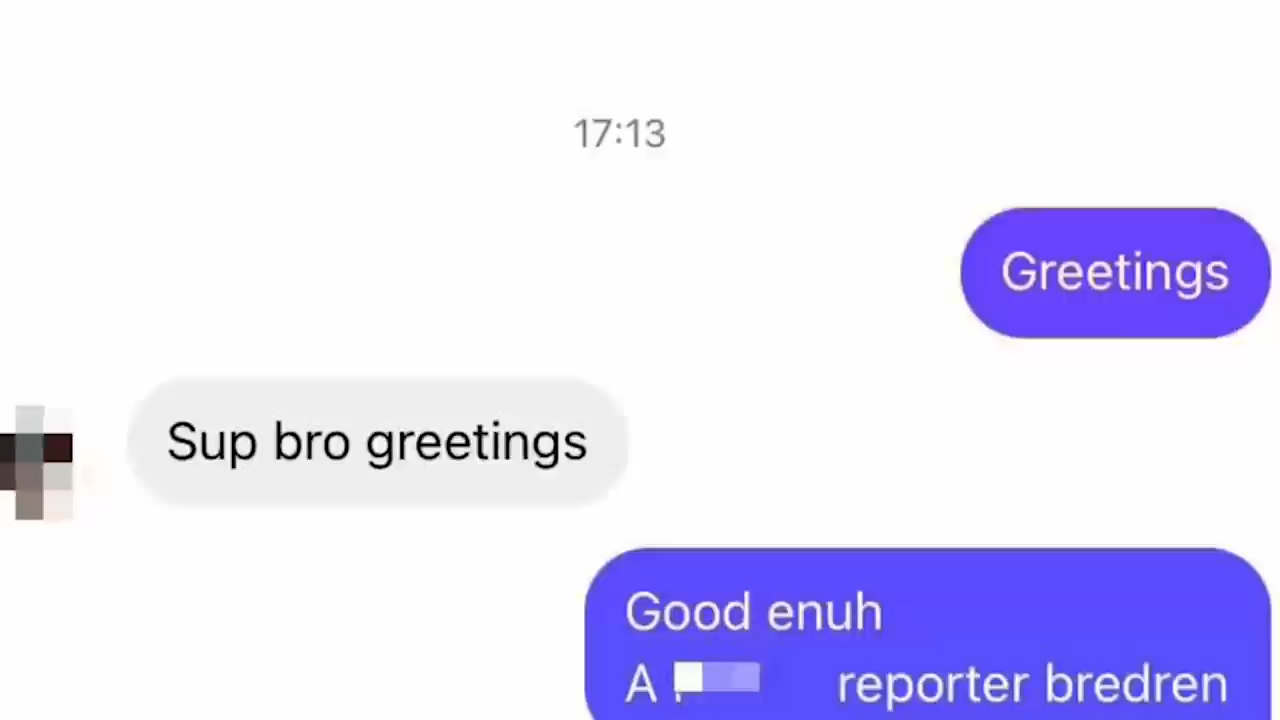 17:13
Greetings
Sup bro greetings
Good enuh
A reporter bredren